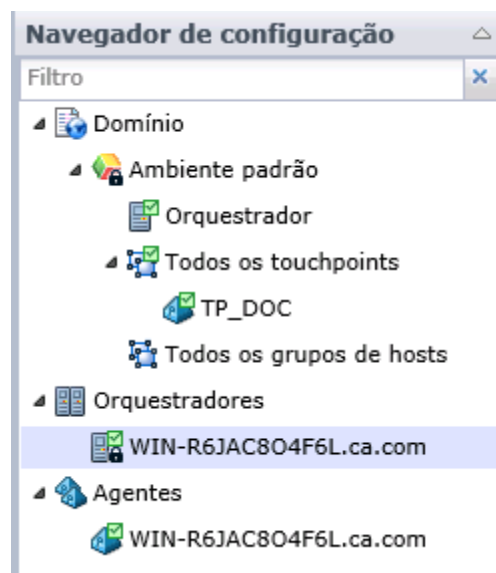 Navegador de configuração
Filtro
Domínio
Ambiente padrão
Orquestrador
Todos os touchpoints
TP_DOC
Todos os grupos de hosts
Orquestradores
WIN-R6JAC8O4F6L.ca.com
Agentes
WIN-R6JAC8O4F6L.ca.com